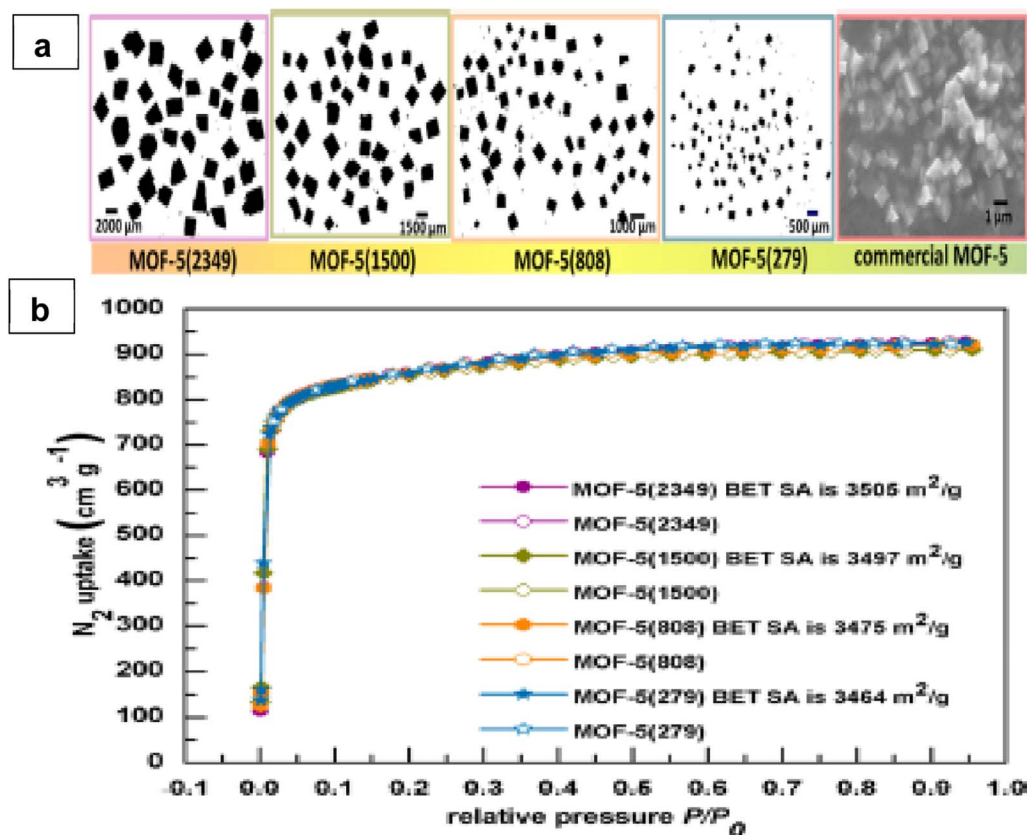 a
2000 µm
1500 µm
1000 µm
500 µm
1 µm
MOF-5(2349) MOF-5(1500) MOF-5(808) MOF-5(279) commercial MOF-5
b
1000
900
800
700
600
500
400
300
200
100
0
N2 uptake (cm3 g-1)
MOF-5(2349) BET SA is 3505 m²/g
MOF-5(2349)
MOF-5(1500) BET SA is 3497 m²/g
MOF-5(1500)
MOF-5(808) BET SA is 3475 m²/g
MOF-5(808)
MOF-5(279) BET SA is 3464 m²/g
MOF-5(279)
-0.1 0.0 0.1 0.2 0.3 0.4 0.5 0.6 0.7 0.8 0.9 1.0
relative pressure P/P0